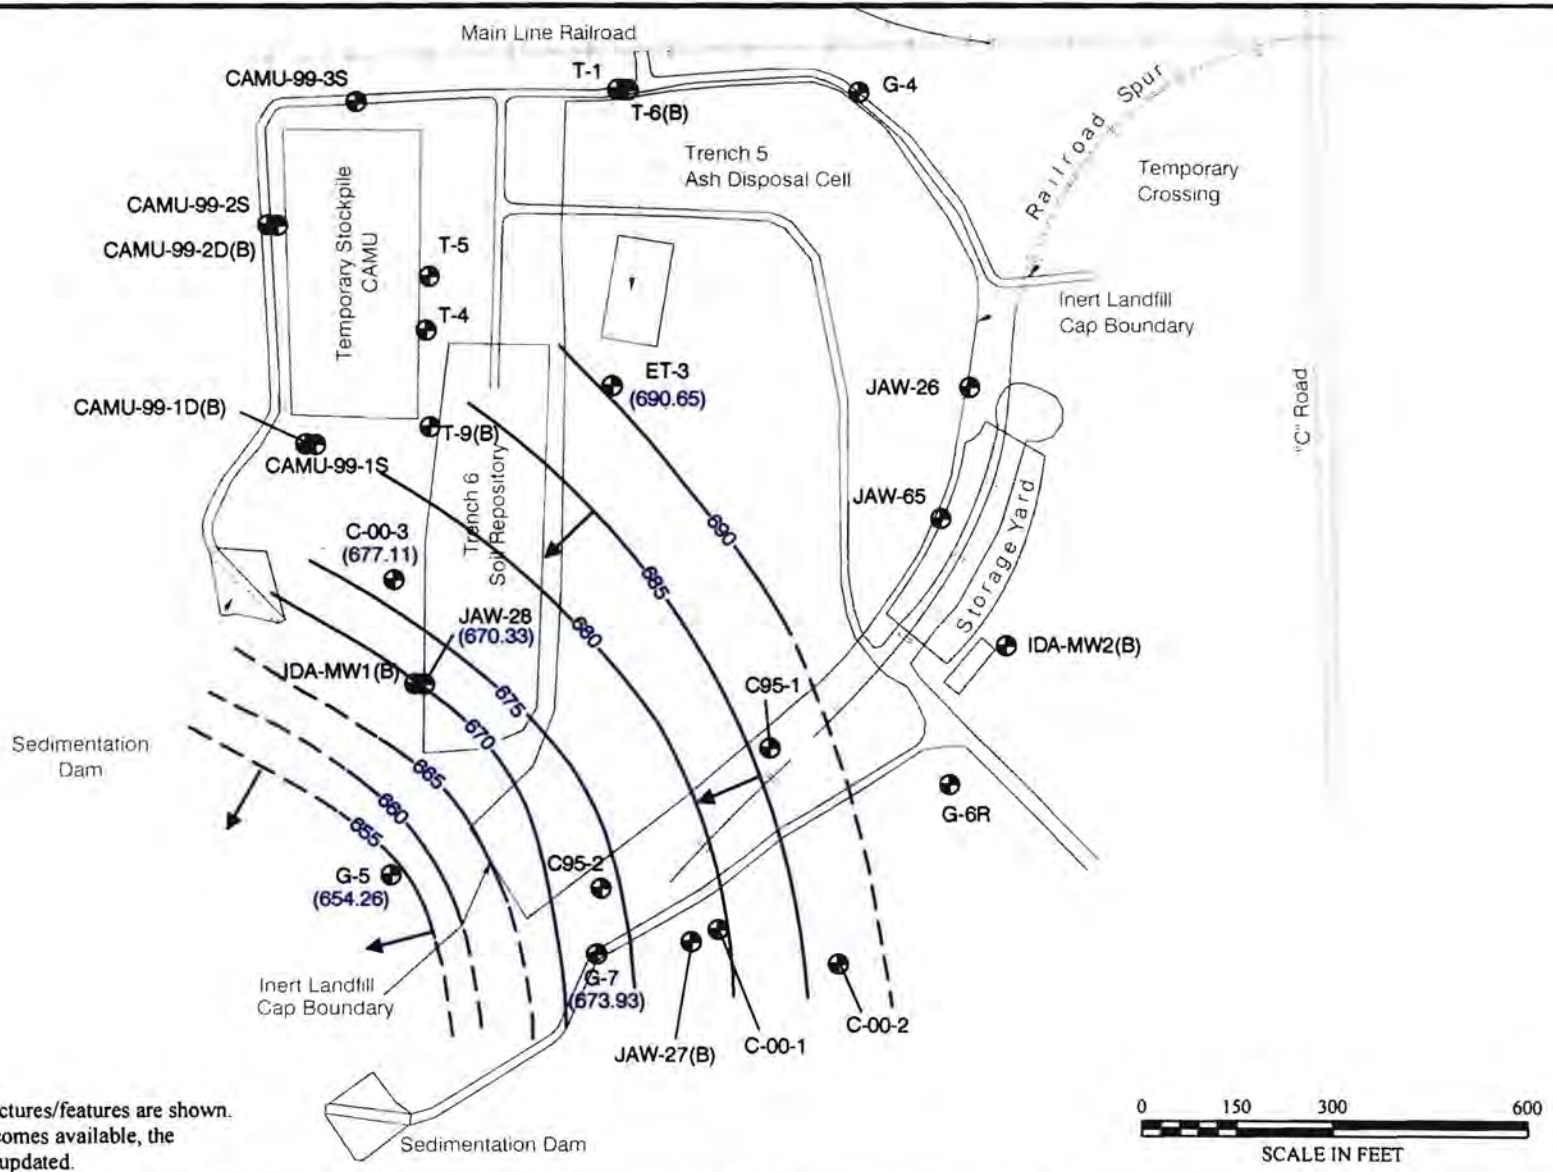 Main Line Railroad
CAMU-99-3S
T-1
T-6(B)
G-4
Railroad Spur
Trench 5
Ash Disposal Cell
Temporary
Crossing
CAMU-99-2S
CAMU-99-2D(B)
Temporary Stockpile
CAMU
T-5
T-4
Inert Landfill
Cap Boundary
"C" Road
ET-3
(690.65)
JAW-26
CAMU-99-1D(B)
T-9(B)
CAMU-99-1S
Trench 6
Soil Repository
JAW-65
690
Storage Yard
C-00-3
(677.11)
685
JAW-28
(670.33)
680
IDA-MW2(B)
IDA-MW1(B)
C95-1
675
670
Sedimentation
Dam
665
660
655
G-6R
C95-2
G-5
(654.26)
Inert Landfill
Cap Boundary
G-7
(673.93)
C-00-2
JAW-27(B)
C-00-1
ctures/features are shown.
comes available, the
updated.
Sedimentation Dam
0 150 300 600
SCALE IN FEET